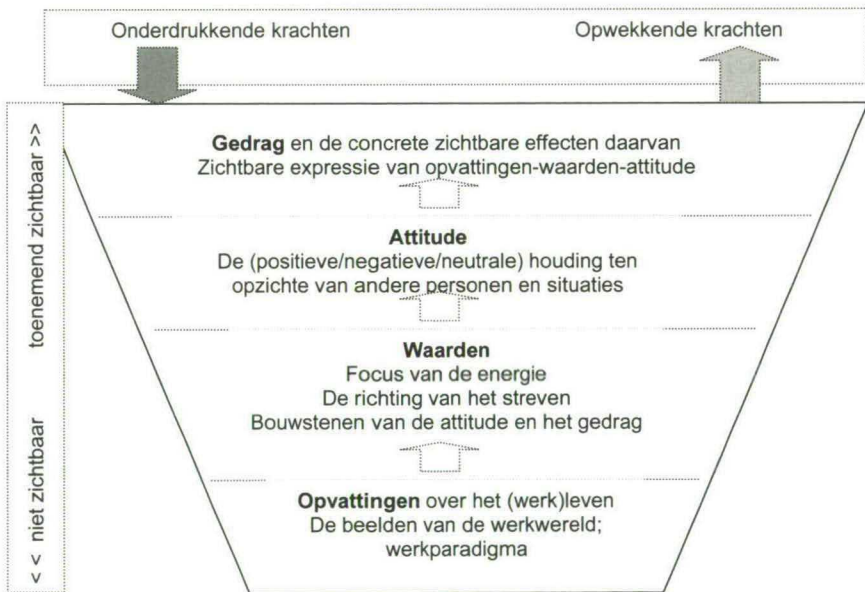 Onderdrukkende krachten
Opwekkende krachten
toenemend zichtbaar >>
< < niet zichtbaar
Gedrag en de concrete zichtbare effecten daarvan
Zichtbare expressie van opvattingen-waarden-attitude
Attitude
De (positieve/negatieve/neutrale) houding ten
opzichte van andere personen en situaties
Waarden
Focus van de energie
De richting van het streven
Bouwstenen van de attitude en het gedrag
Opvattingen over het (werk)leven
De beelden van de werkwereld;
werkparadigma